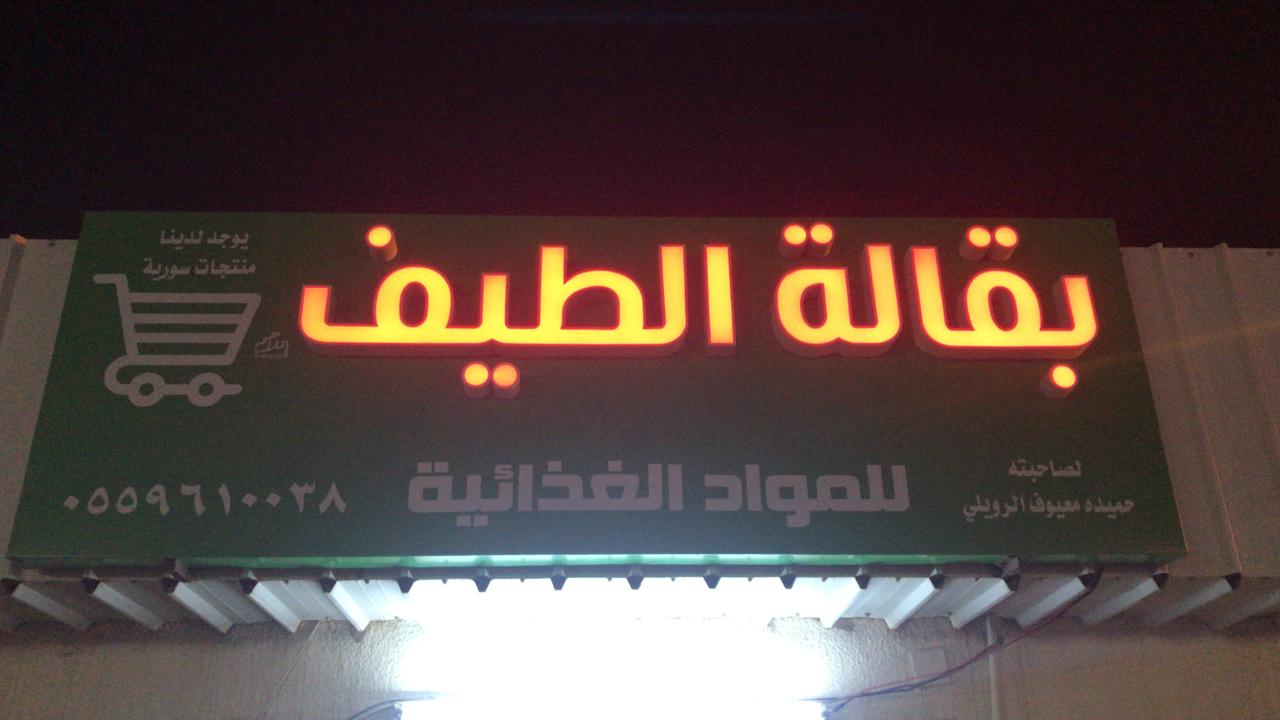 بقالة الطيف
يوجد لدينا
منتجات سورية
للمواد الغذائية
لصاحبته
حميده معيوف الرويلي
٠٥٥٩٦١٠٠٣٨